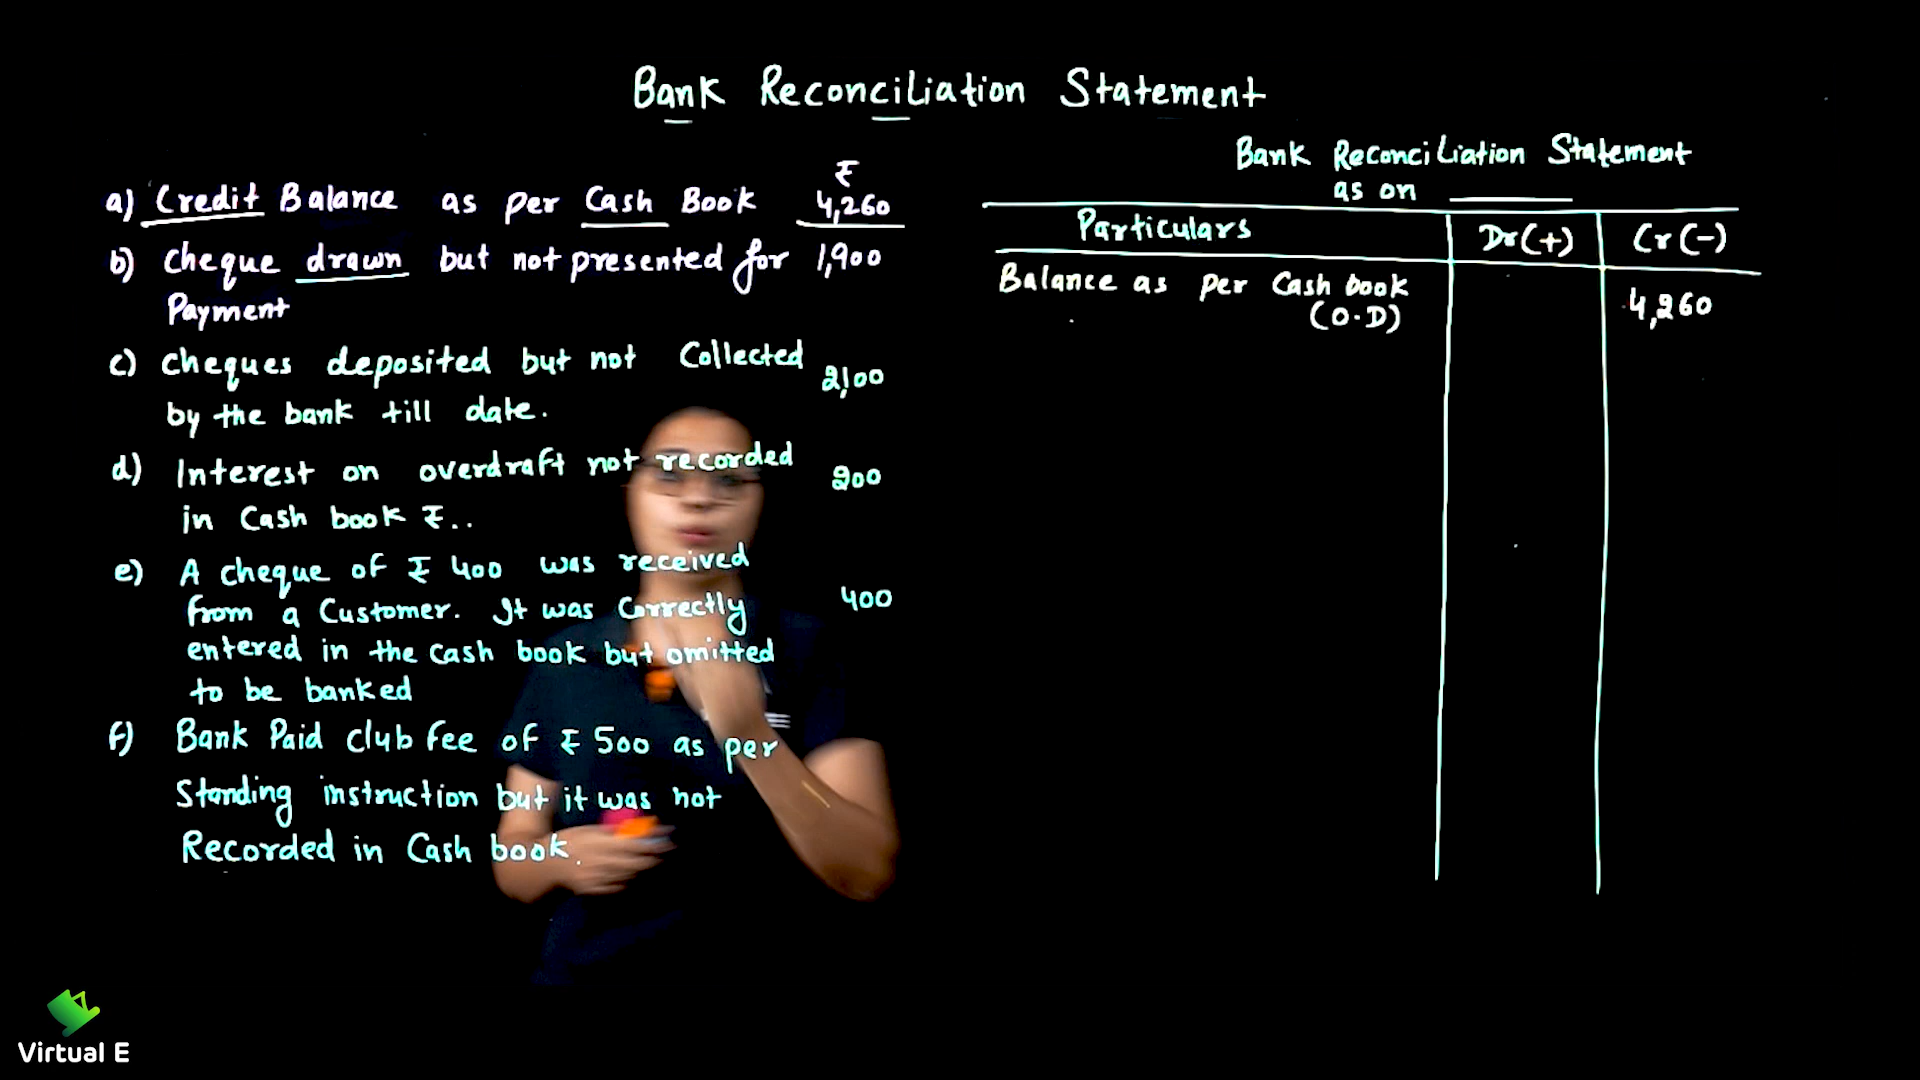 Bank Reconciliation Statement
₹
a) Credit Balance as per Cash Book 4,260
b) Cheque drawn but not presented for 1,900
Payment
c) Cheques deposited but not Collected 2,100
by the bank till date.
d) Interest on overdraft not recorded 200
in Cash book ₹..
e) A cheque of ₹ 400 was received
from a Customer. It was Correctly 400
entered in the cash book but omitted
to be banked
f) Bank Paid club fee of ₹ 500 as per
Standing instruction but it was not
Recorded in Cash book.
Bank Reconciliation Statement
as on ______
Particulars Dr(+) Cr(-)
Balance as per Cash book
(O.D) 4,260
Virtual E